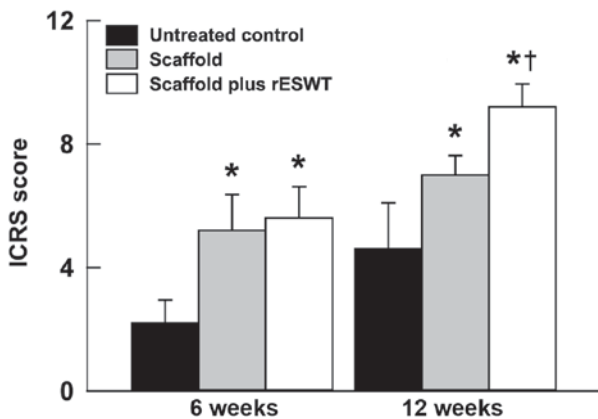 12
Untreated control
Scaffold
Scaffold plus rESWT
*†
*
*
*
8
ICRS score
4
0
6 weeks
12 weeks